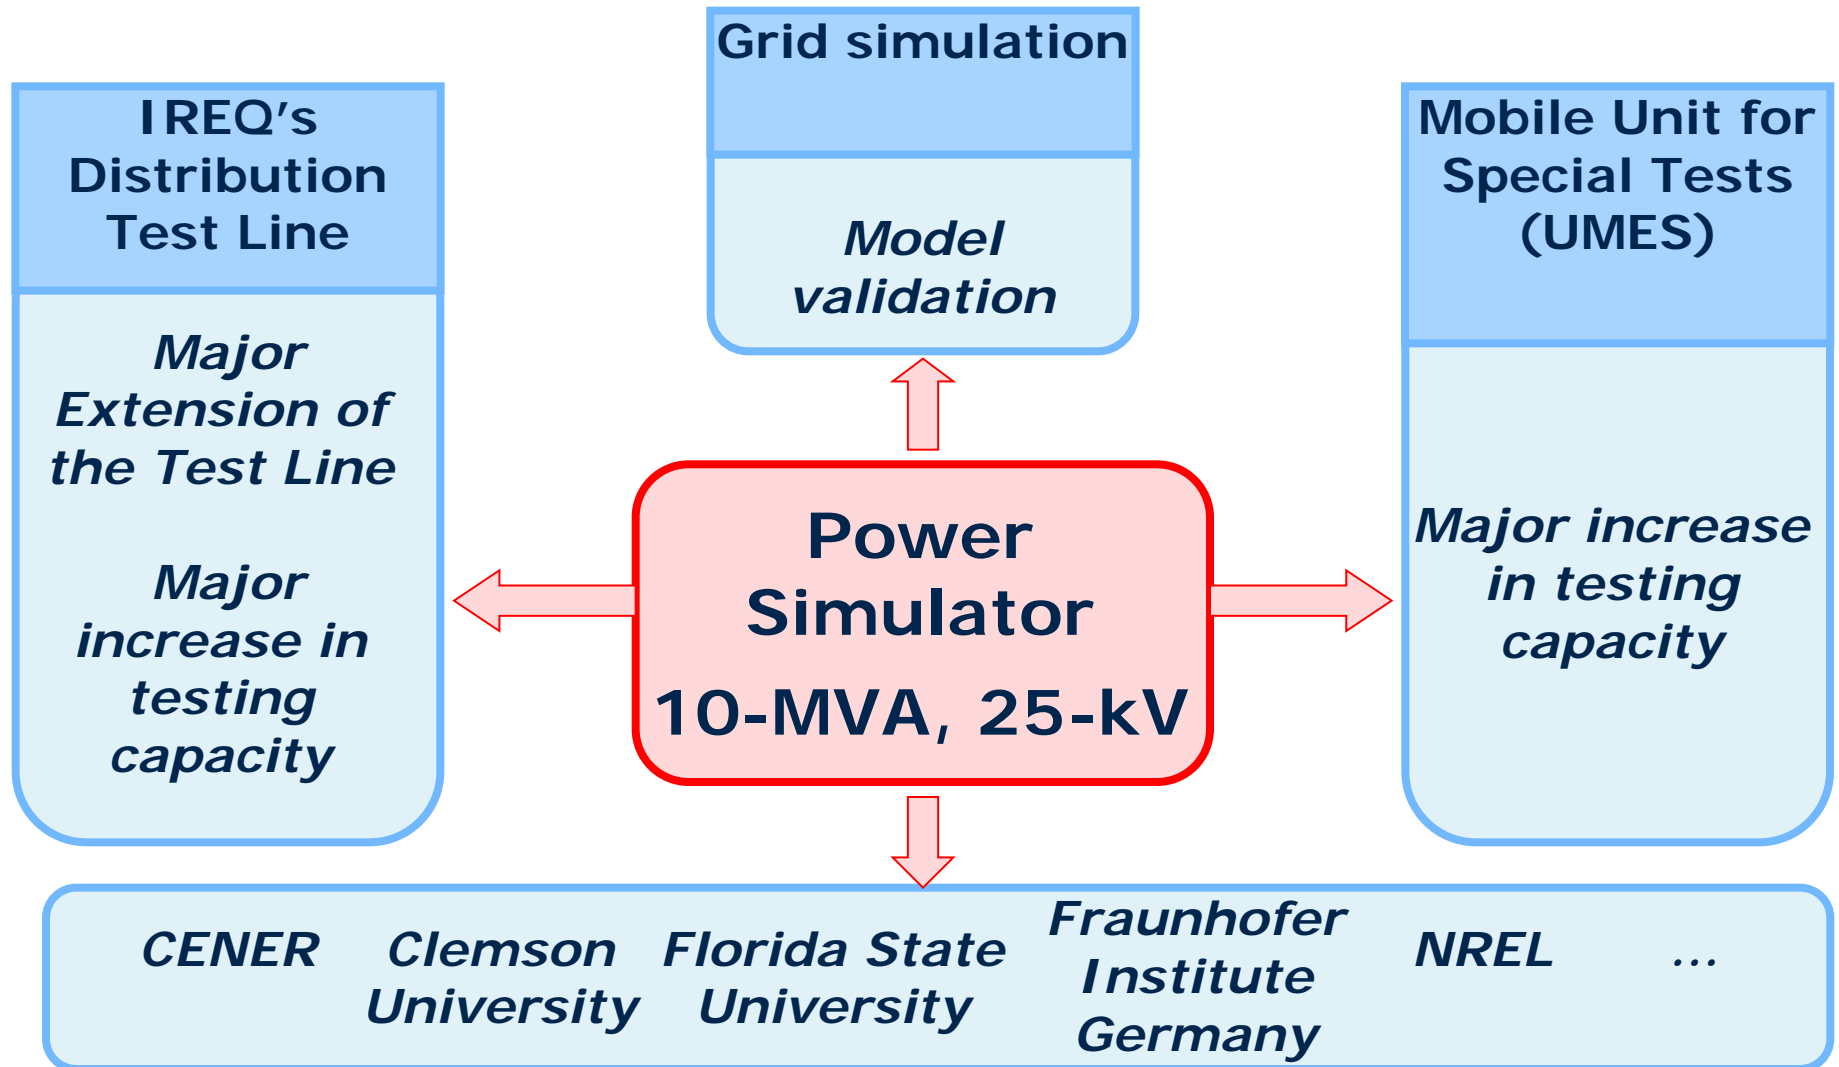 Grid simulation
Model
validation
IREQ's
Distribution
Test Line
Major
Extension of
the Test Line
Major
increase in
testing
capacity
Power
Simulator
10-MVA, 25-kV
Mobile Unit for
Special Tests
(UMES)
Major increase
in testing
capacity
CENER
Clemson
University
Florida State
University
Fraunhofer
Institute
Germany
NREL
...